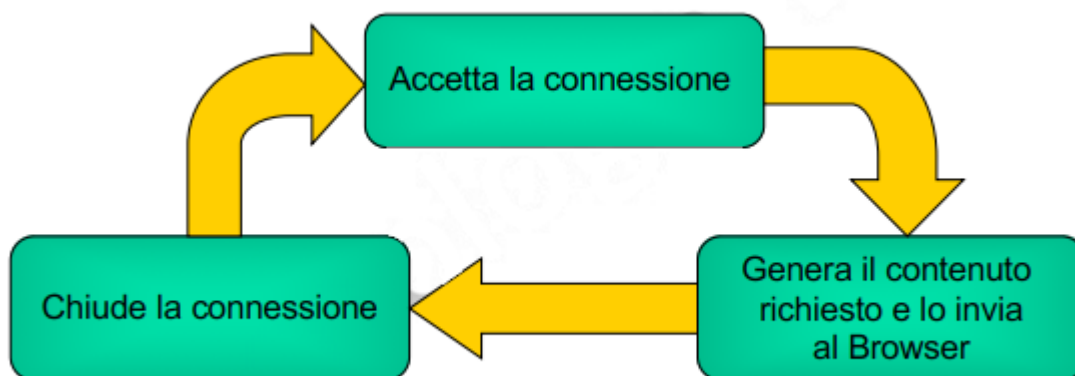 Accetta la connessione
Genera il contenuto
richiesto e lo invia
al Browser
Chiude la connessione